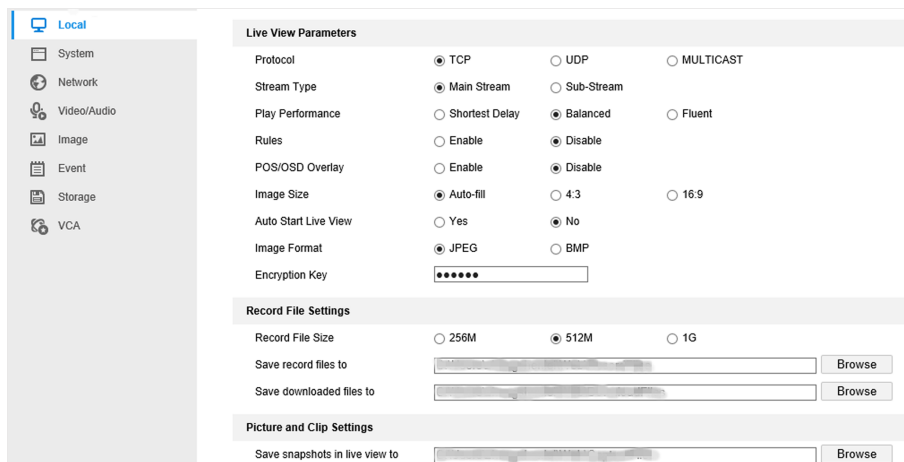 Local
System
Network
Video/Audio
Image
Event
Storage
VCA
Live View Parameters
Protocol TCP UDP MULTICAST
Stream Type Main Stream Sub-Stream
Play Performance Shortest Delay Balanced Fluent
Rules Enable Disable
POS/OSD Overlay Enable Disable
Image Size Auto-fill 4:3 16:9
Auto Start Live View Yes No
Image Format JPEG BMP
Encryption Key ●●●●●●
Record File Settings
Record File Size 256M 512M 1G
Save record files to Browse
Save downloaded files to Browse
Picture and Clip Settings
Save snapshots in live view to Browse